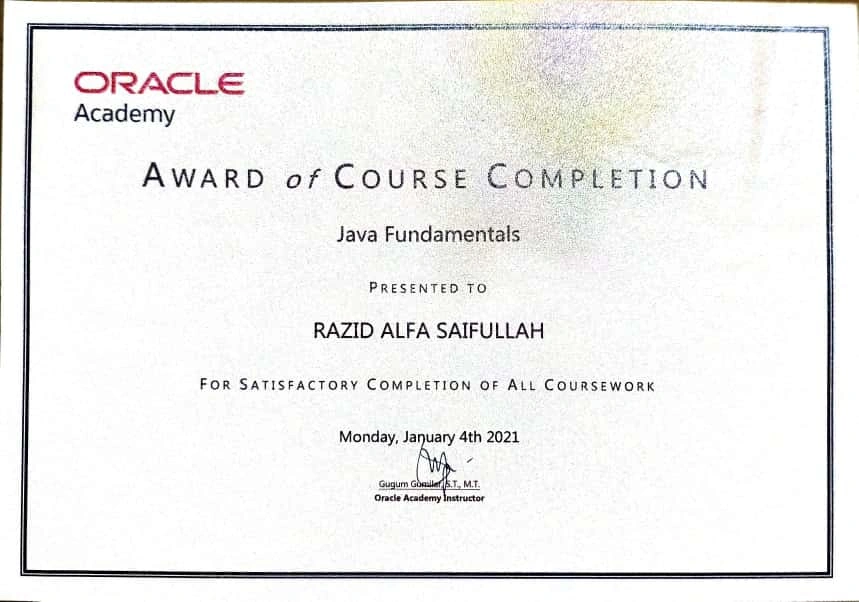 ORACLE
Academy
AWARD of COURSE COMPLETION
Java Fundamentals
PRESENTED TO
RAZID ALFA SAIFULLAH
FOR SATISFACTORY COMPLETION OF ALL COURSEWORK
Monday, January 4th 2021
Gugum Gumilar, S.T., M.T.
Oracle Academy Instructor